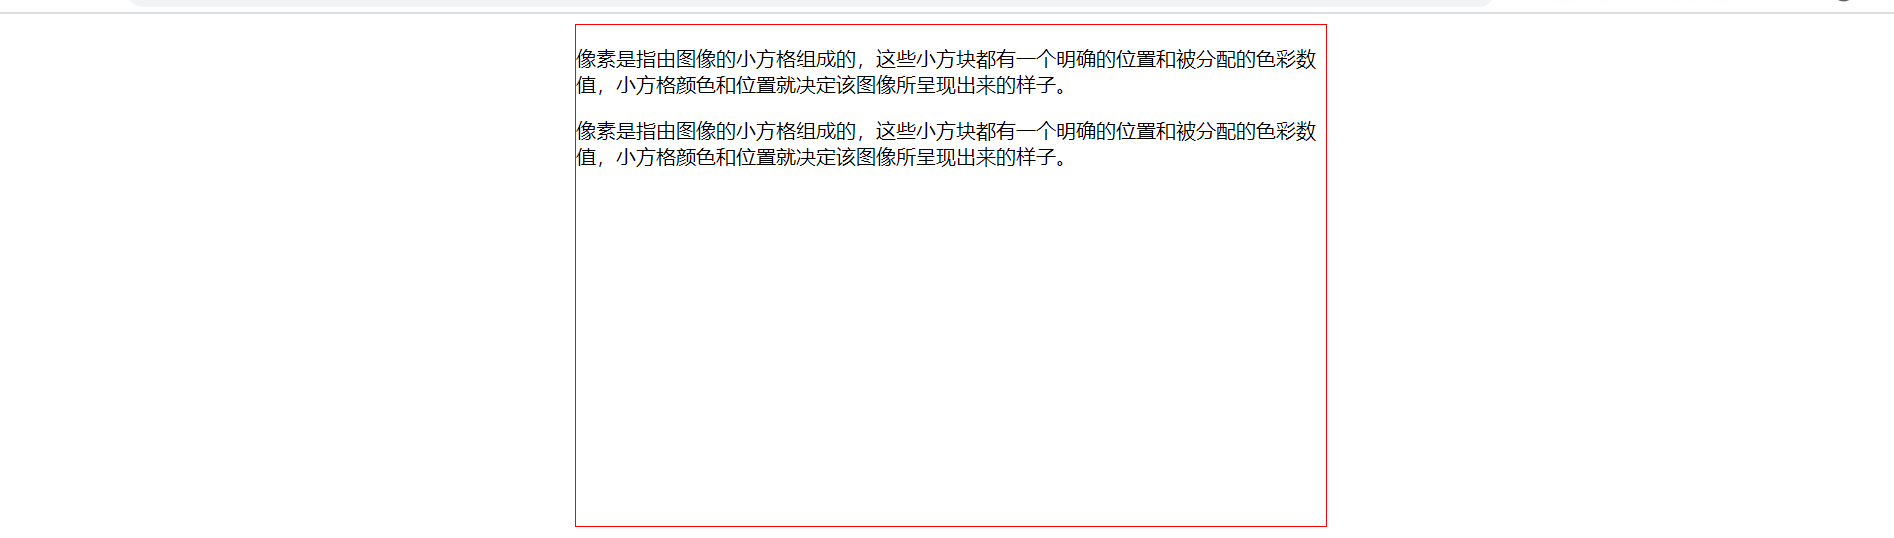 像素是指由图像的小方格组成的，这些小方块都有一个明确的位置和被分配的色彩数
值，小方格颜色和位置就决定该图像所呈现出来的样子。
像素是指由图像的小方格组成的，这些小方块都有一个明确的位置和被分配的色彩数
值，小方格颜色和位置就决定该图像所呈现出来的样子。